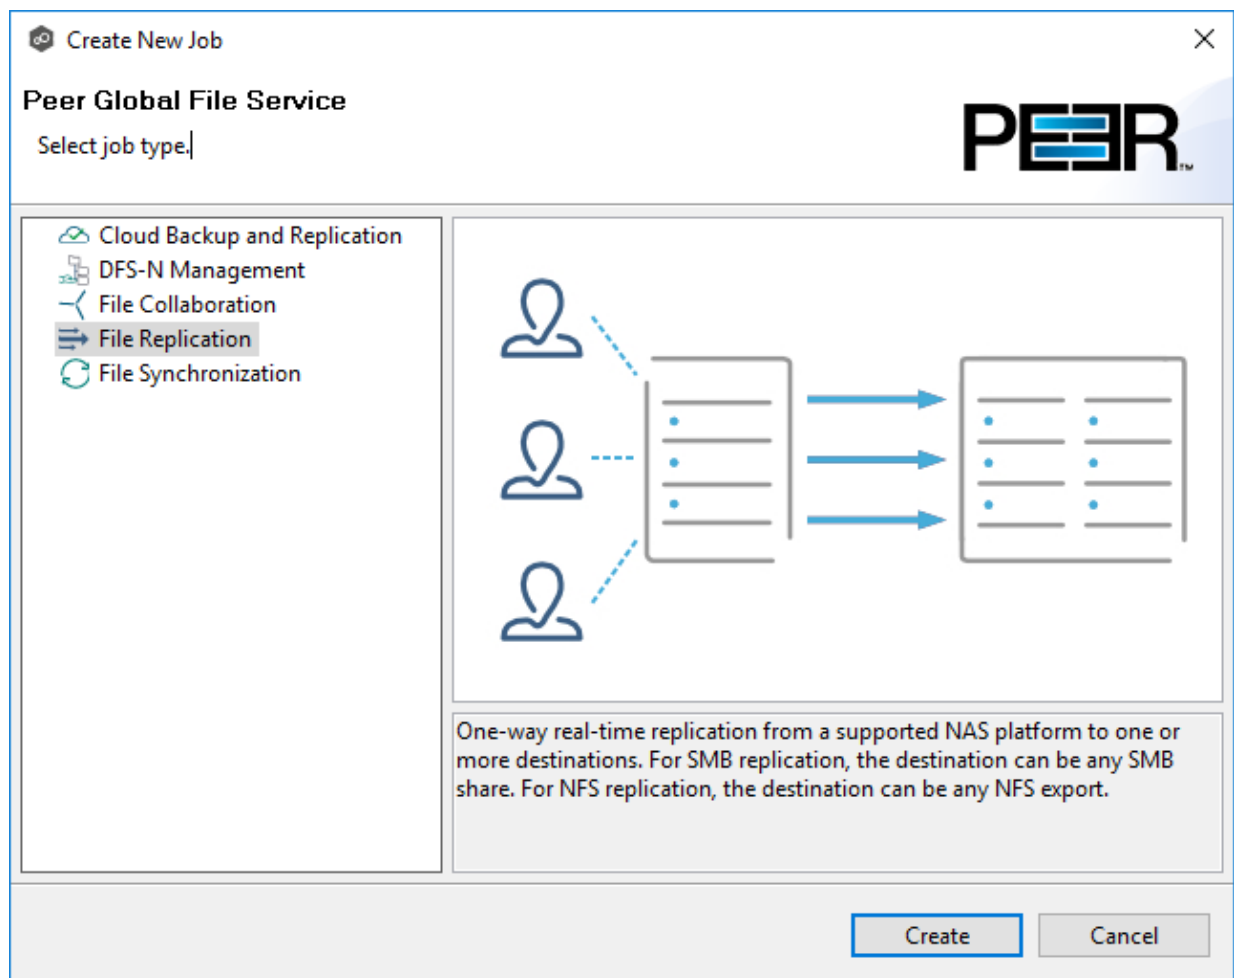 Create New Job
Peer Global File Service
Select job type.
PEER™
Cloud Backup and Replication
DFS-N Management
File Collaboration
File Replication
File Synchronization
One-way real-time replication from a supported NAS platform to one or
more destinations. For SMB replication, the destination can be any SMB
share. For NFS replication, the destination can be any NFS export.
Create
Cancel